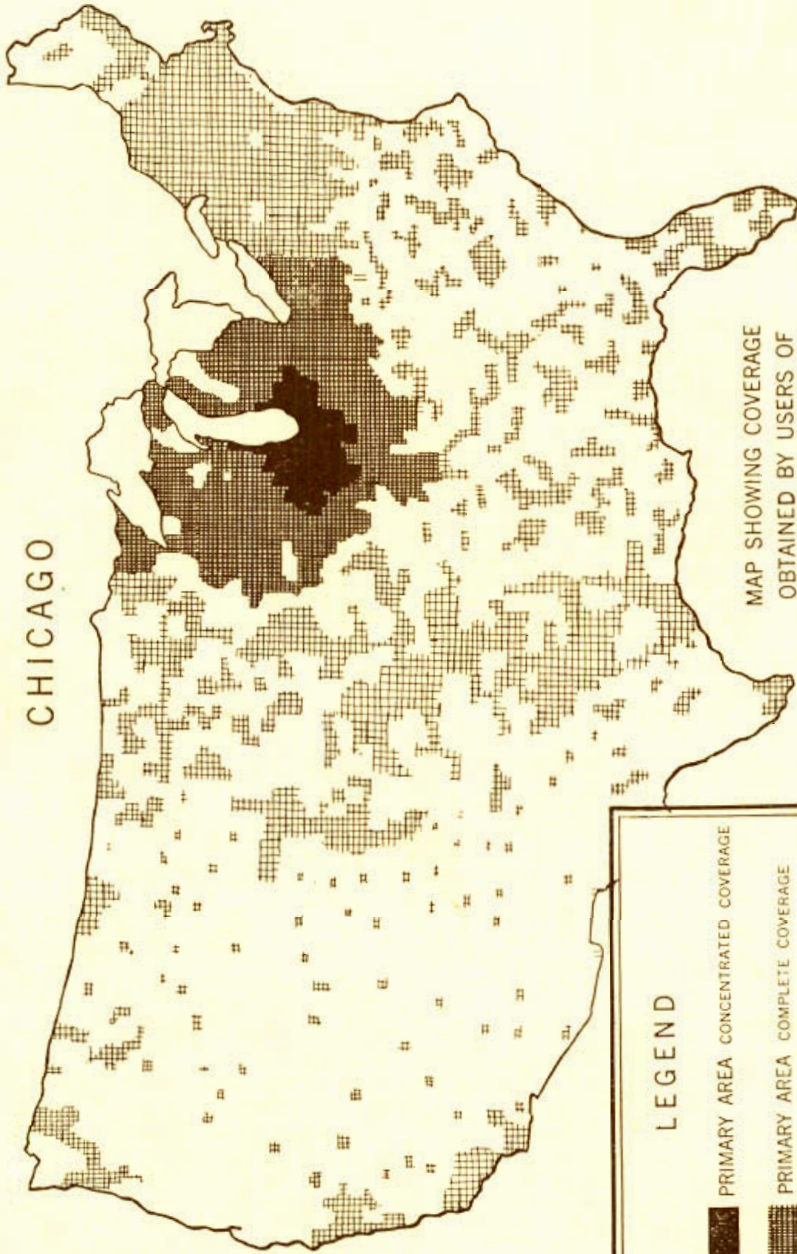 CHICAGO
MAP SHOWING COVERAGE
OBTAINED BY USERS OF
LEGEND
PRIMARY AREA CONCENTRATED COVERAGE
PRIMARY AREA COMPLETE COVERAGE